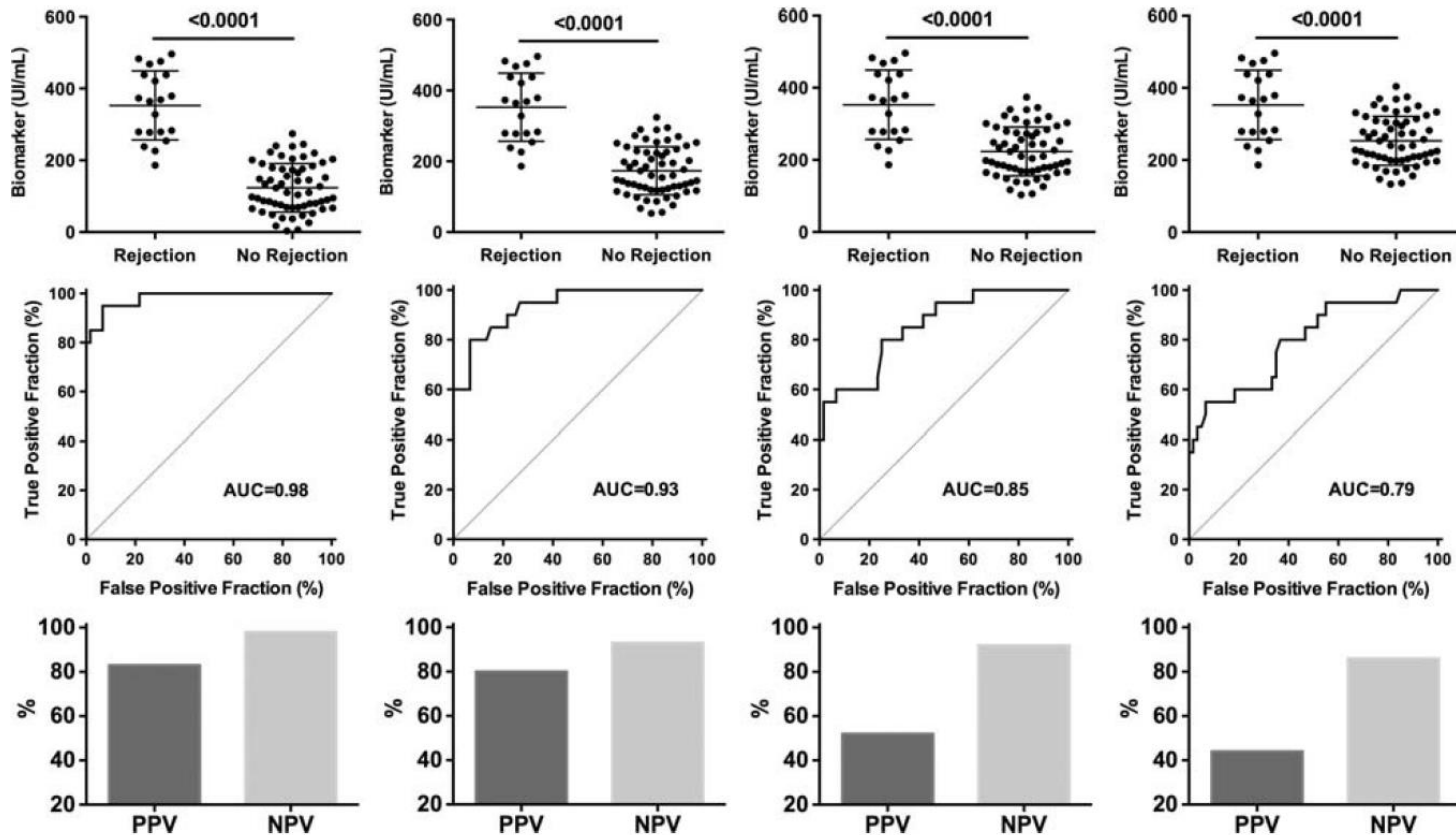 <0.0001
600
400
200
0
Biomarker (UI/mL)
Rejection No Rejection
<0.0001
600
400
200
0
Biomarker (UI/mL)
Rejection No Rejection
<0.0001
600
400
200
0
Biomarker (UI/mL)
Rejection No Rejection
<0.0001
600
400
200
0
Biomarker (UI/mL)
Rejection No Rejection
100
80
60
40
20
0
True Positive Fraction (%)
AUC=0.98
0 20 40 60 80 100
False Positive Fraction (%)
100
80
60
40
20
0
True Positive Fraction (%)
AUC=0.93
0 20 40 60 80 100
False Positive Fraction (%)
100
80
60
40
20
0
True Positive Fraction (%)
AUC=0.85
0 20 40 60 80 100
False Positive Fraction (%)
100
80
60
40
20
0
True Positive Fraction (%)
AUC=0.79
0 20 40 60 80 100
False Positive Fraction (%)
100
80
60
40
20
%
PPV NPV
100
80
60
40
20
%
PPV NPV
100
80
60
40
20
%
PPV NPV
100
80
60
40
20
%
PPV NPV